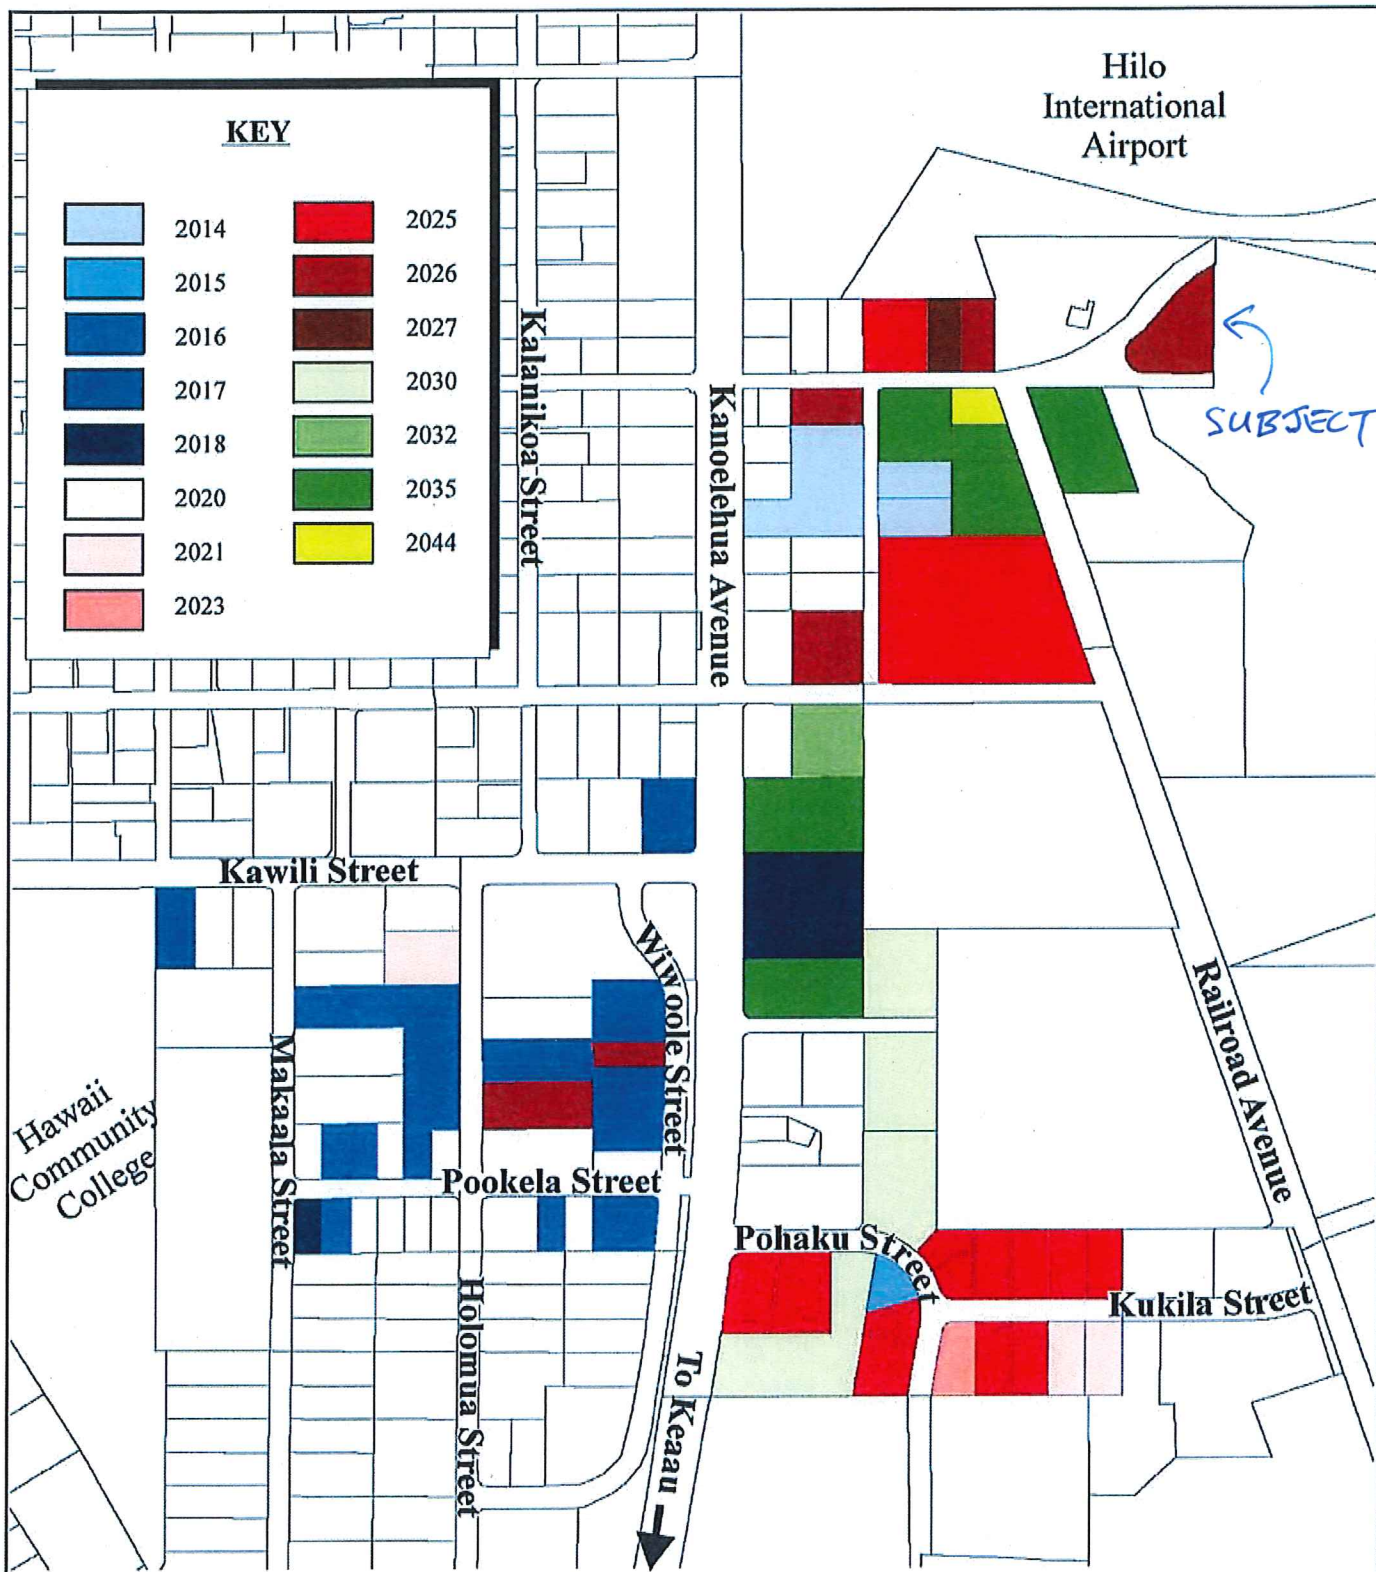 Hilo
International
Airport
KEY
2014
2015
2016
2017
2018
2020
2021
2023
2025
2026
2027
2030
2032
2035
2044
SUBJECT
Kalanikoa Street
Kanoelehua Avenue
Kawili Street
Wiwoole Street
Railroad Avenue
Makaala Street
Hawaii
Community
College
Pookela Street
Pohaku Street
Kukila Street
Holomua Street
To Keaau